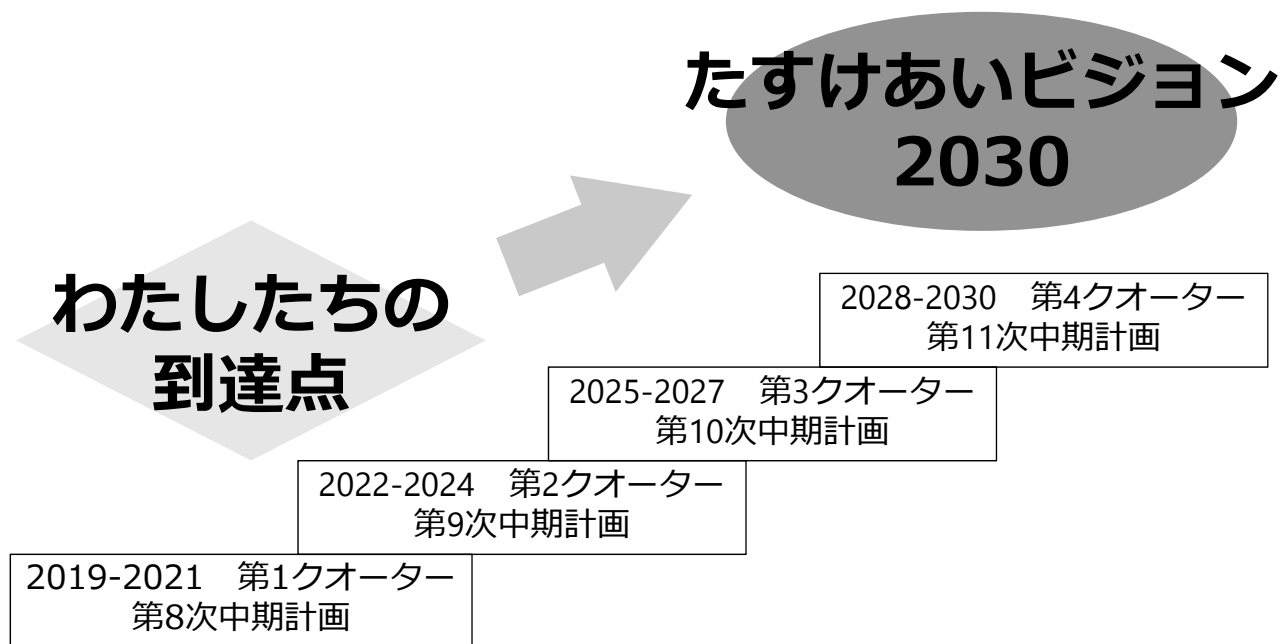 たすけあいビジョン
2030
わたしたちの
到達点
2028-2030　第4クオーター
第11次中期計画
2025-2027　第3クオーター
第10次中期計画
2022-2024　第2クオーター
第9次中期計画
2019-2021　第1クオーター
第8次中期計画